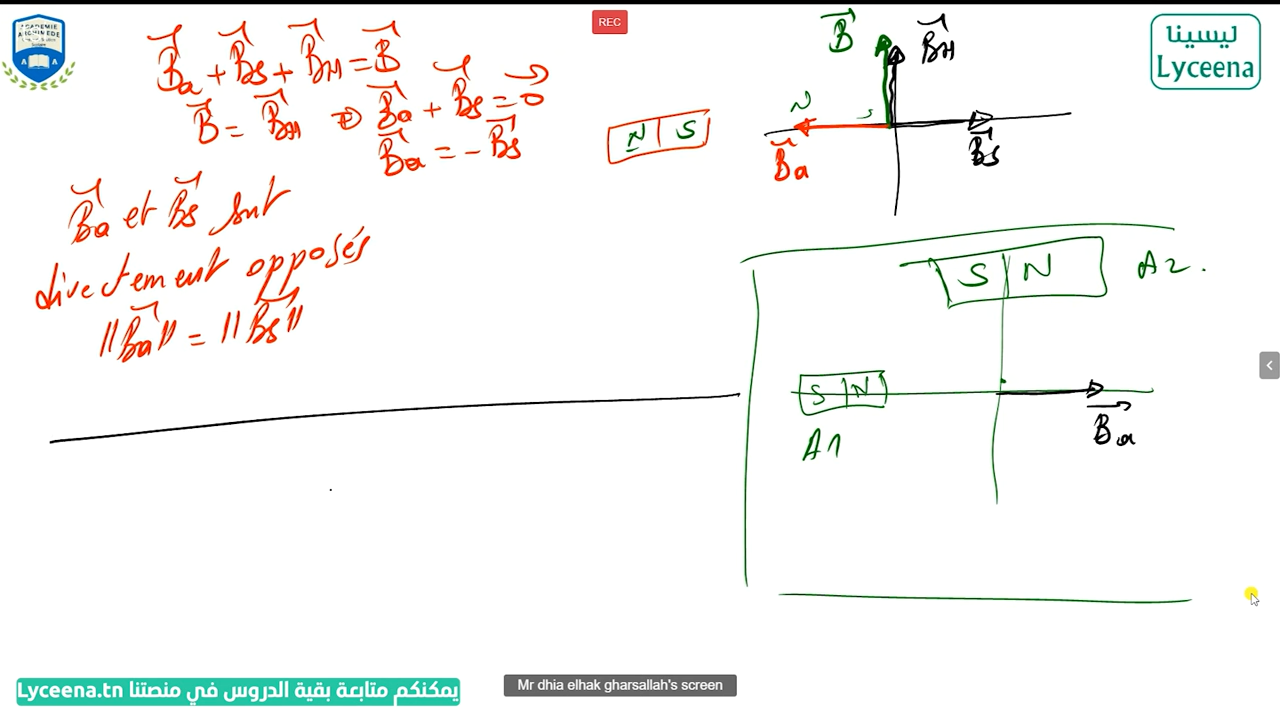 REC
ACADEMIE
ARCHIMEDE
ليسينا
Lyceena
Ba + Bs + BH = B
B = BH ⇒ Ba + Bs = 0
Ba = - Bs
Ba et Bs sont
directement opposés
||Ba|| = ||Bs||
N S
B
BH
N
S
Ba
Bs
S N
A2.
S N
A1
Ba
Lyceena.tn يمكنكم متابعة بقية الدروس في منصتنا
Mr dhia elhak gharsallah's screen